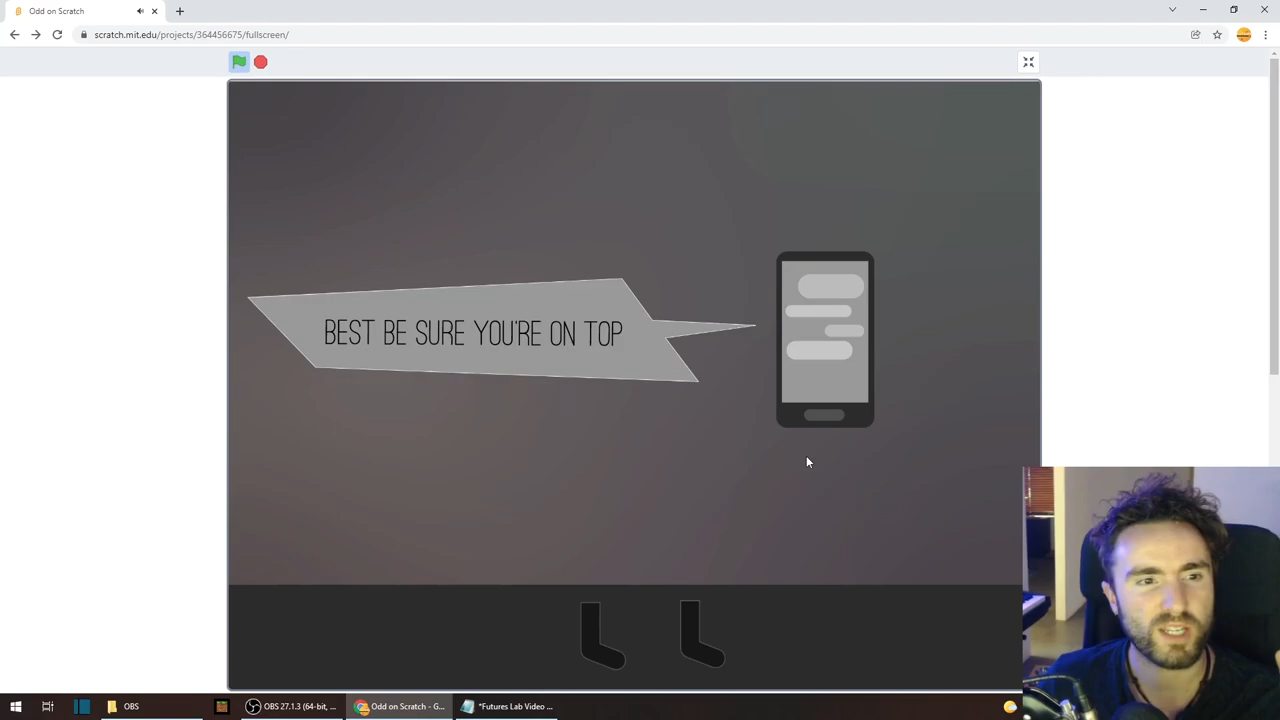 Odd on Scratch
scratch.mit.edu/projects/364456675/fullscreen/
BEST BE SURE YOU'RE ON TOP
OBS
OBS 27.1.3 (64-bit, ...
Odd on Scratch - G...
*Futures Lab Video ...